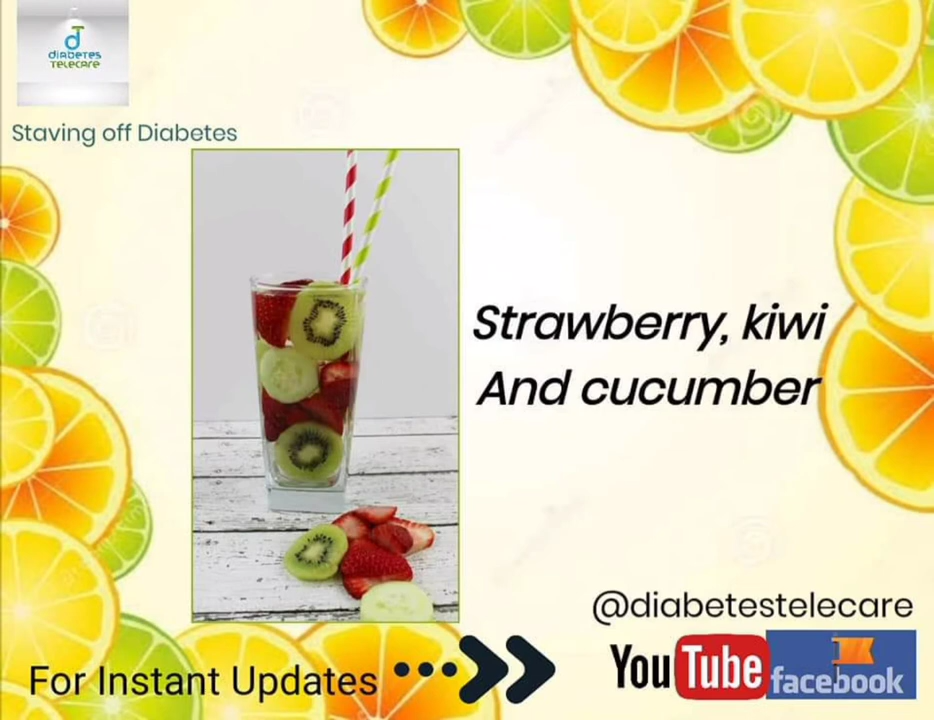 diabetes
TELECARE
Staving off Diabetes
Strawberry, kiwi
And cucumber
@diabetestelecare
For Instant Updates
YouTube
facebook